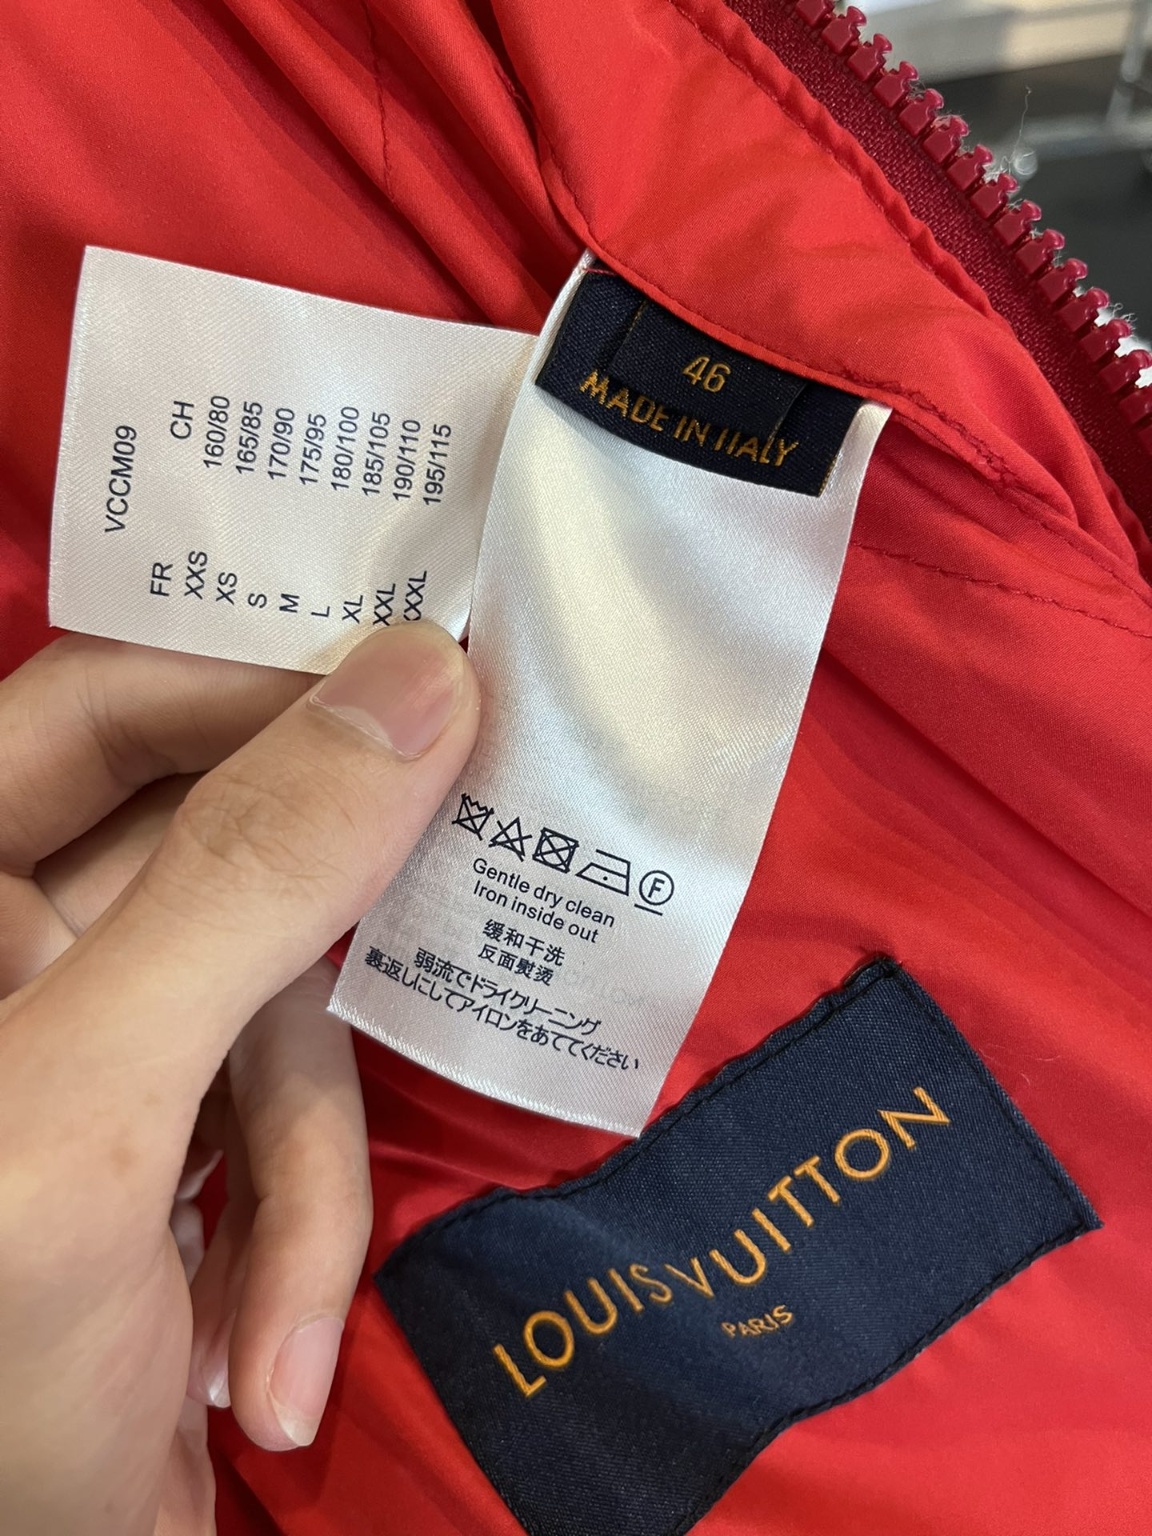 46
MADE IN ITALY
VCCM09
FR CH
XXS 160/80
XS 165/85
S 170/90
M 175/95
L 180/100
XL 185/105
XXL 190/110
XXXL 195/115
F
Gentle dry clean
Iron inside out
缓和干洗
反面熨烫
弱流でドライクリーニング
裏返しにしてアイロンをあててください
LOUIS VUITTON
PARIS